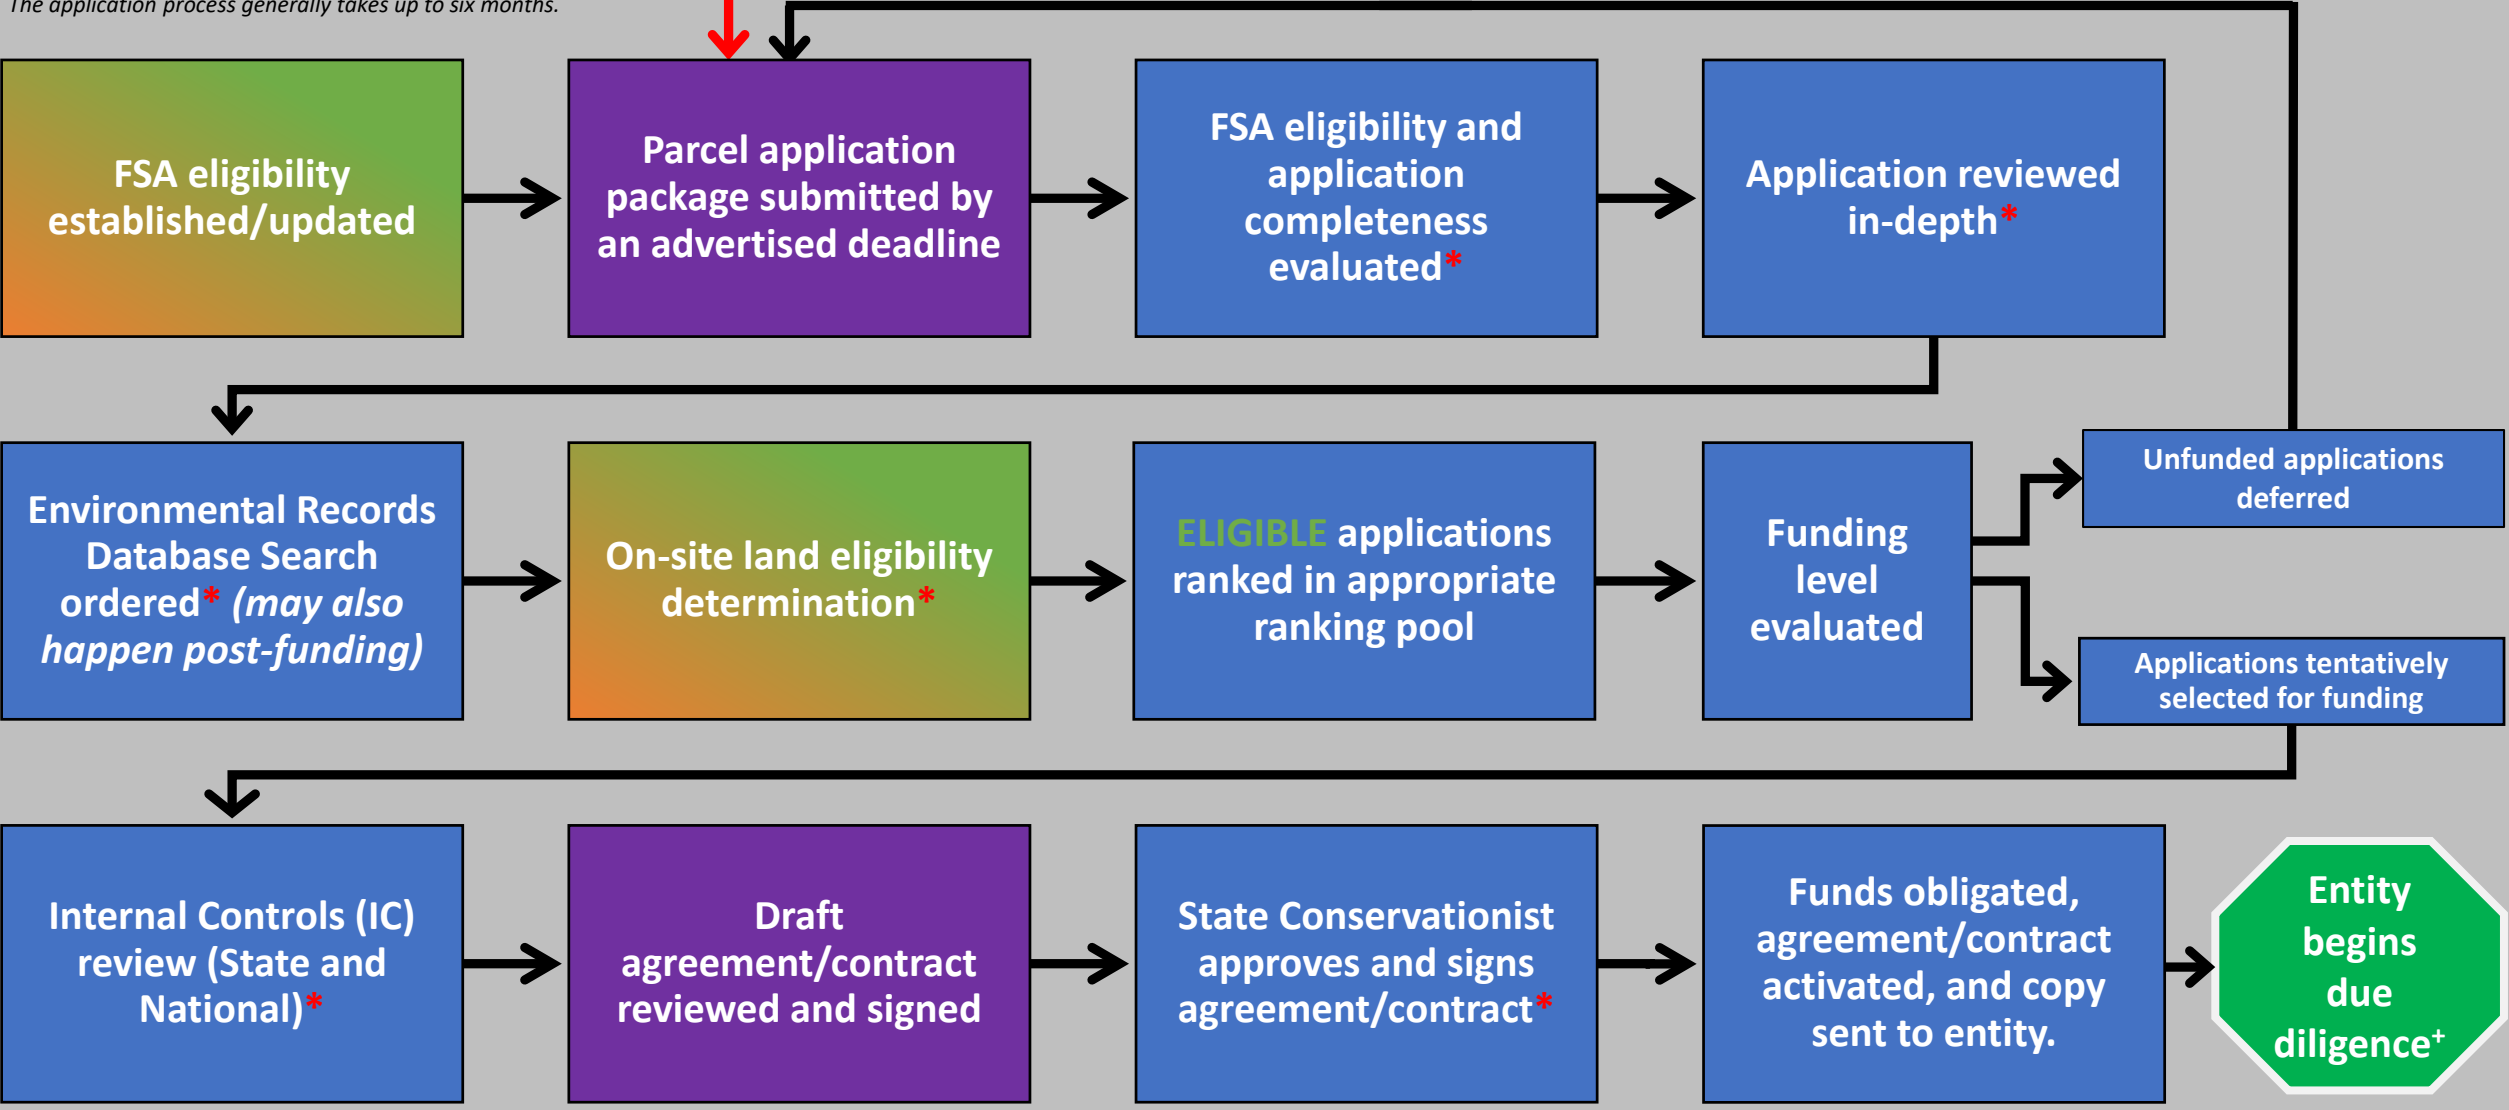 The application process generally takes up to six months.
FSA eligibility
established/updated
Parcel application
package submitted by
an advertised deadline
FSA eligibility and
application
completeness
evaluated*
Application reviewed
in-depth*
Environmental Records
Database Search
ordered* (may also
happen post-funding)
On-site land eligibility
determination*
ELIGIBLE applications
ranked in appropriate
ranking pool
Funding
level
evaluated
Unfunded applications
deferred
Applications tentatively
selected for funding
Internal Controls (IC)
review (State and
National)*
Draft
agreement/contract
reviewed and signed
State Conservationist
approves and signs
agreement/contract*
Funds obligated,
agreement/contract
activated, and copy
sent to entity.
Entity
begins
due
diligence+